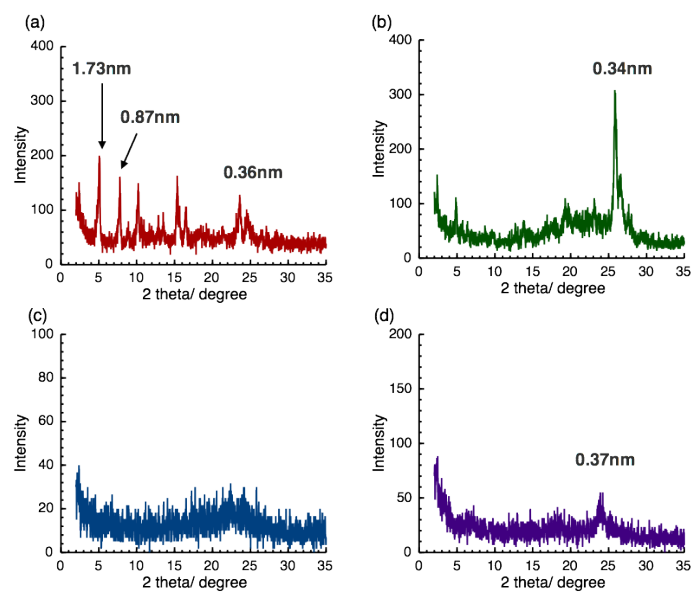 (a)
400
300
200
100
0
Intensity
1.73nm
0.87nm
0.36nm
0 5 10 15 20 25 30 35
2 theta/ degree
(b)
400
300
200
100
0
Intensity
0.34nm
0 5 10 15 20 25 30 35
2 theta/ degree
(c)
100
80
60
40
20
0
Intensity
0 5 10 15 20 25 30 35
2 theta/ degree
(d)
200
150
100
50
0
Intensity
0.37nm
0 5 10 15 20 25 30 35
2 theta/ degree